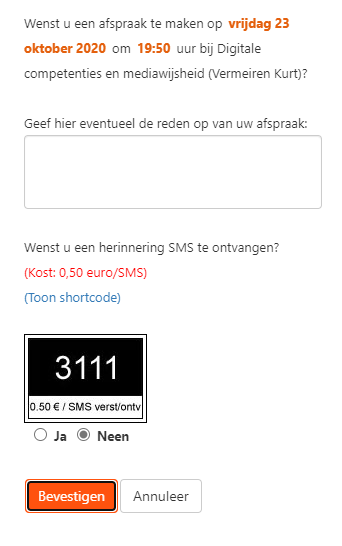 Wenst u een afspraak te maken op vrijdag 23
oktober 2020 om 19:50 uur bij Digitale
competenties en mediawijsheid (Vermeiren Kurt)?
Geef hier eventueel de reden op van uw afspraak:
Wenst u een herinnering SMS te ontvangen?
(Kost: 0,50 euro/SMS)
(Toon shortcode)
3111
0.50 € / SMS verst/ontv
Ja Neen
Bevestigen Annuleer